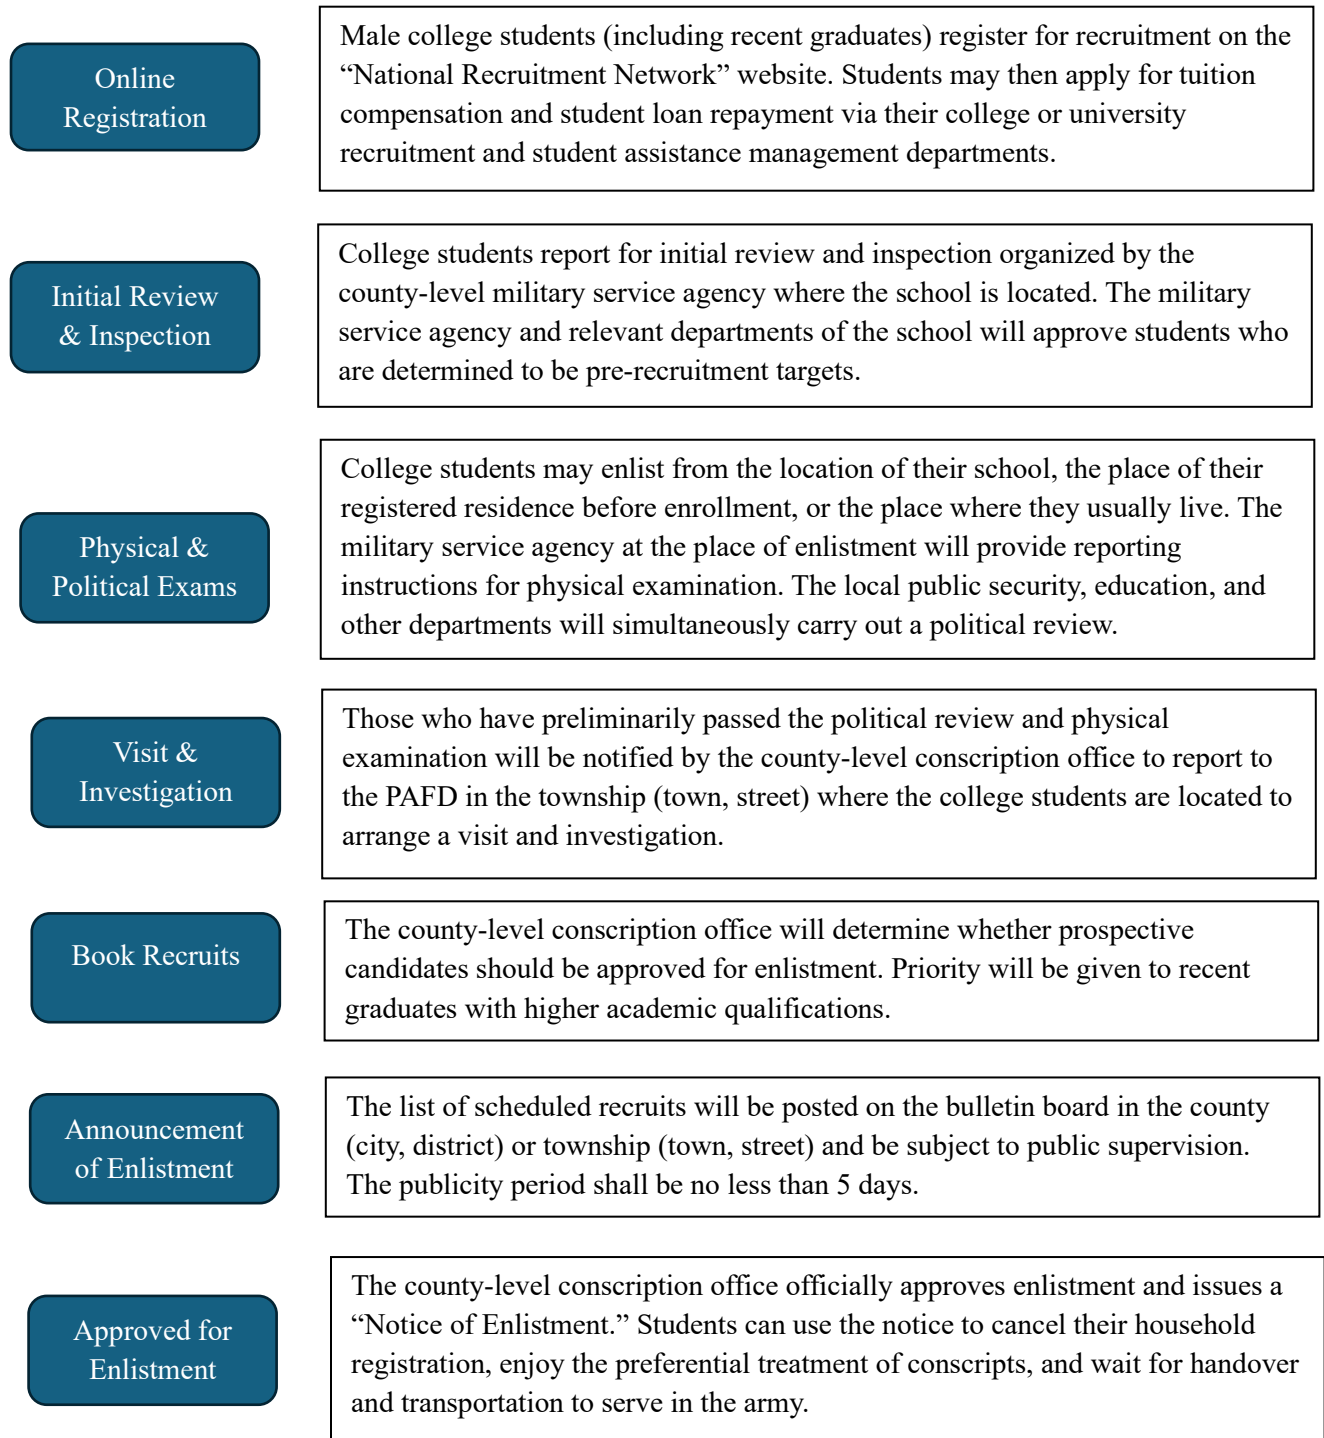 Online
Registration
Male college students (including recent graduates) register for recruitment on the
“National Recruitment Network” website. Students may then apply for tuition
compensation and student loan repayment via their college or university
recruitment and student assistance management departments.
Initial Review
& Inspection
College students report for initial review and inspection organized by the
county-level military service agency where the school is located. The military
service agency and relevant departments of the school will approve students who
are determined to be pre-recruitment targets.
Physical &
Political Exams
College students may enlist from the location of their school, the place of their
registered residence before enrollment, or the place where they usually live. The
military service agency at the place of enlistment will provide reporting
instructions for physical examination. The local public security, education, and
other departments will simultaneously carry out a political review.
Visit &
Investigation
Those who have preliminarily passed the political review and physical
examination will be notified by the county-level conscription office to report to
the PAFD in the township (town, street) where the college students are located to
arrange a visit and investigation.
Book Recruits
The county-level conscription office will determine whether prospective
candidates should be approved for enlistment. Priority will be given to recent
graduates with higher academic qualifications.
Announcement
of Enlistment
The list of scheduled recruits will be posted on the bulletin board in the county
(city, district) or township (town, street) and be subject to public supervision.
The publicity period shall be no less than 5 days.
Approved for
Enlistment
The county-level conscription office officially approves enlistment and issues a
“Notice of Enlistment.” Students can use the notice to cancel their household
registration, enjoy the preferential treatment of conscripts, and wait for handover
and transportation to serve in the army.